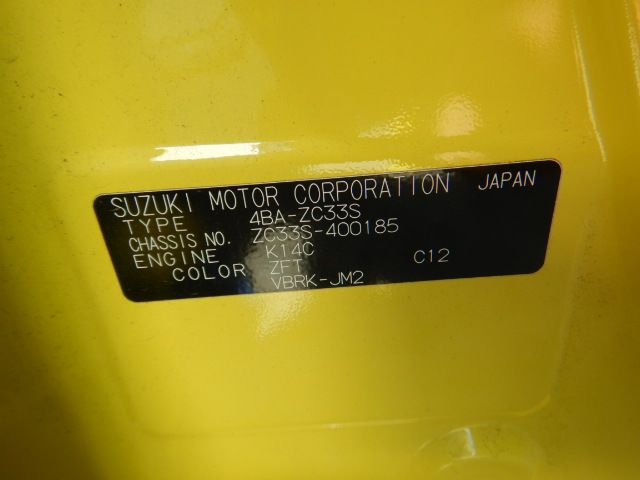 SUZUKI MOTOR CORPORATION JAPAN
TYPE 4BA-ZC33S
CHASSIS NO. ZC33S-400185
ENGINE K14C C12
COLOR ZFT
VBRK-JM2